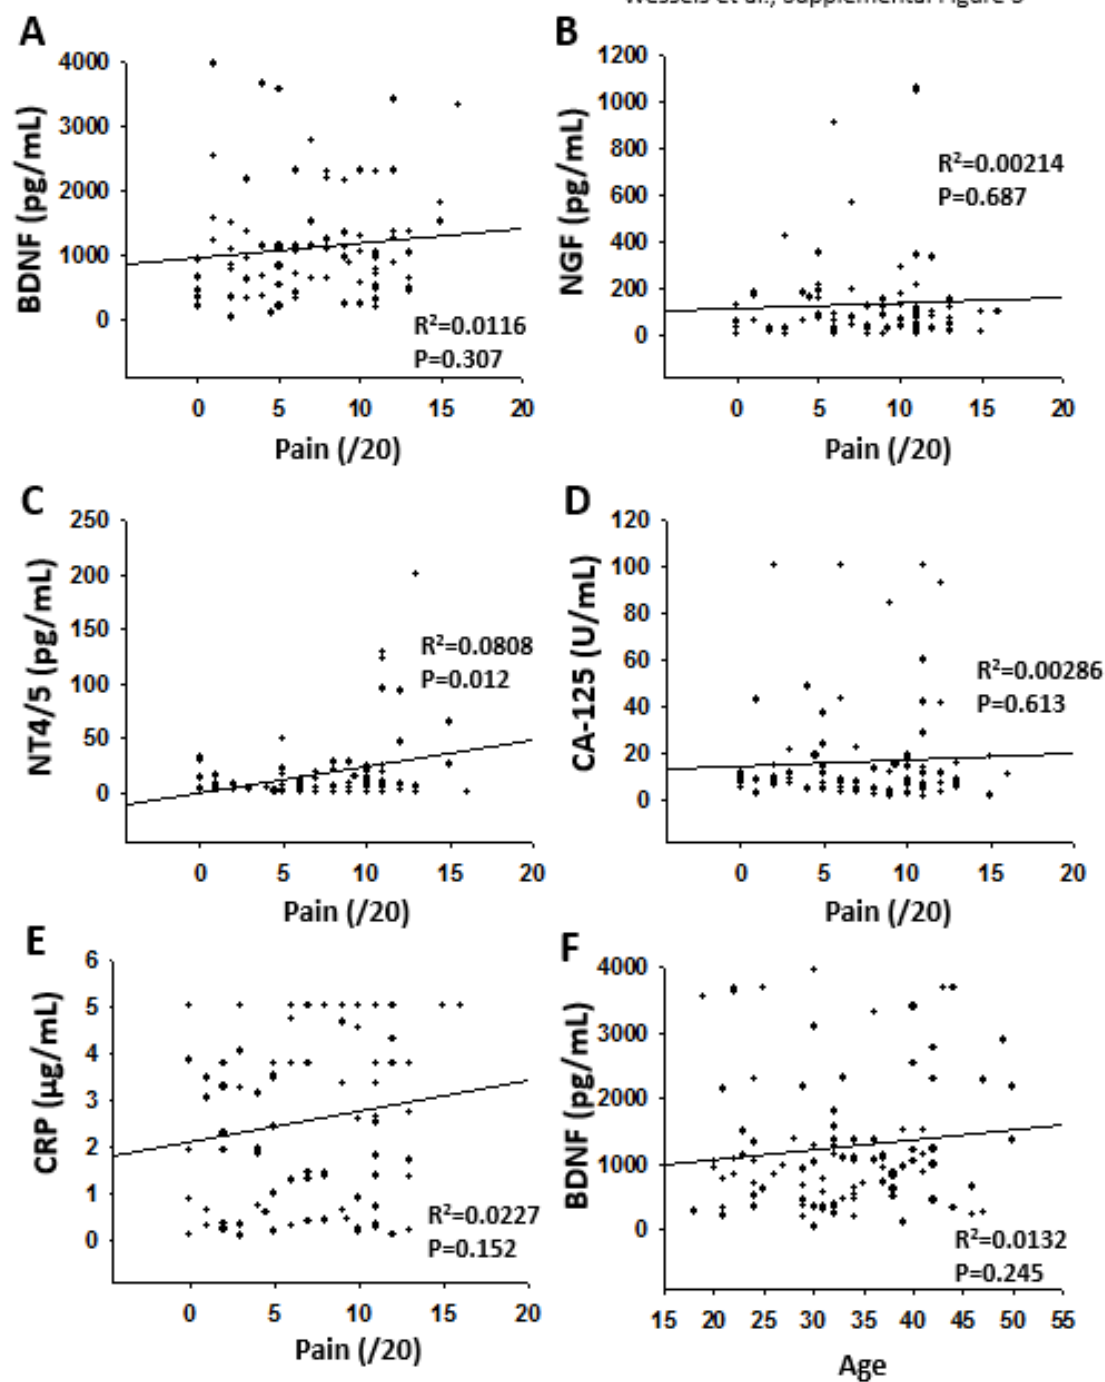 Wessels et al., Supplemental Figure 3
A
B
4000
3000
2000
1000
0
BDNF (pg/mL)
R²=0.0116
P=0.307
0 5 10 15 20
Pain (/20)
1200
1000
800
600
400
200
0
NGF (pg/mL)
R²=0.00214
P=0.687
0 5 10 15 20
Pain (/20)
C
D
250
200
150
100
50
0
NT4/5 (pg/mL)
R²=0.0808
P=0.012
0 5 10 15 20
Pain (/20)
120
100
80
60
40
20
0
CA-125 (U/mL)
R²=0.00286
P=0.613
0 5 10 15 20
Pain (/20)
E
F
6
5
4
3
2
1
0
CRP (µg/mL)
R²=0.0227
P=0.152
0 5 10 15 20
Pain (/20)
4000
3000
2000
1000
0
BDNF (pg/mL)
R²=0.0132
P=0.245
15 20 25 30 35 40 45 50 55
Age